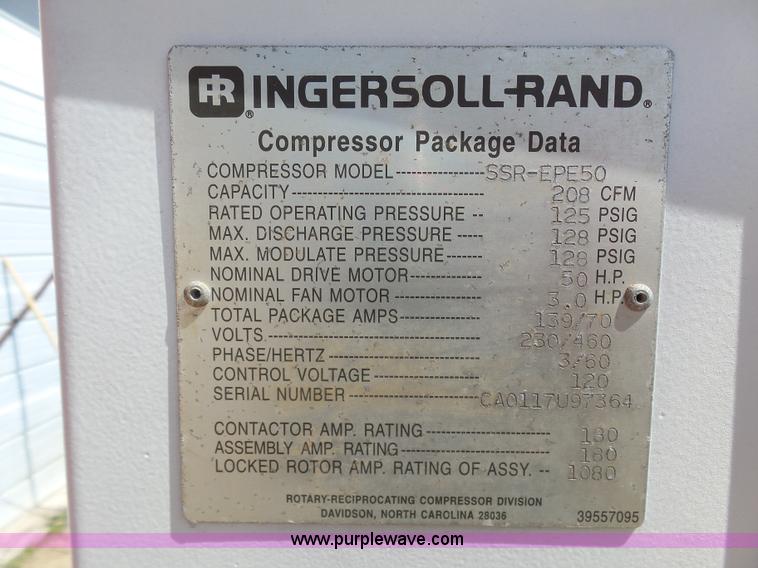 IR INGERSOLL-RAND®
Compressor Package Data
COMPRESSOR MODEL----------------SSR-EPE50
CAPACITY------------------------------------208 CFM
RATED OPERATING PRESSURE -- 125 PSIG
MAX. DISCHARGE PRESSURE ----- 128 PSIG
MAX. MODULATE PRESSURE------- 128 PSIG
NOMINAL DRIVE MOTOR-------------- 50 H.P.
NOMINAL FAN MOTOR ---------------- 3.0 H.P.
TOTAL PACKAGE AMPS--------------- 139/70
VOLTS---------------------------------------230/460
PHASE/HERTZ---------------------------- 3/60
CONTROL VOLTAGE------------------- 120
SERIAL NUMBER -----------------------CA0117U97364
CONTACTOR AMP. RATING----------------------- 180
ASSEMBLY AMP. RATING------------------------- 180
LOCKED ROTOR AMP. RATING OF ASSY. -- 1080
ROTARY-RECIPROCATING COMPRESSOR DIVISION
DAVIDSON, NORTH CAROLINA 28036 39557095
www.purplewave.com